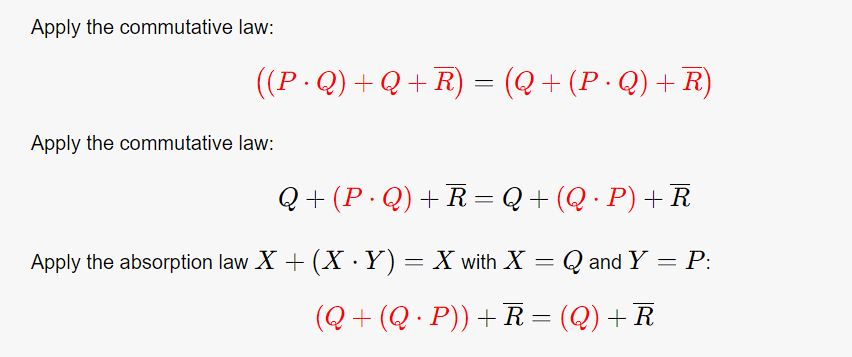 Apply the commutative law:
((P · Q) + Q + R̅) = (Q + (P · Q) + R̅)
Apply the commutative law:
Q + (P · Q) + R̅ = Q + (Q · P) + R̅
Apply the absorption law X + (X · Y) = X with X = Q and Y = P:
(Q + (Q · P)) + R̅ = (Q) + R̅